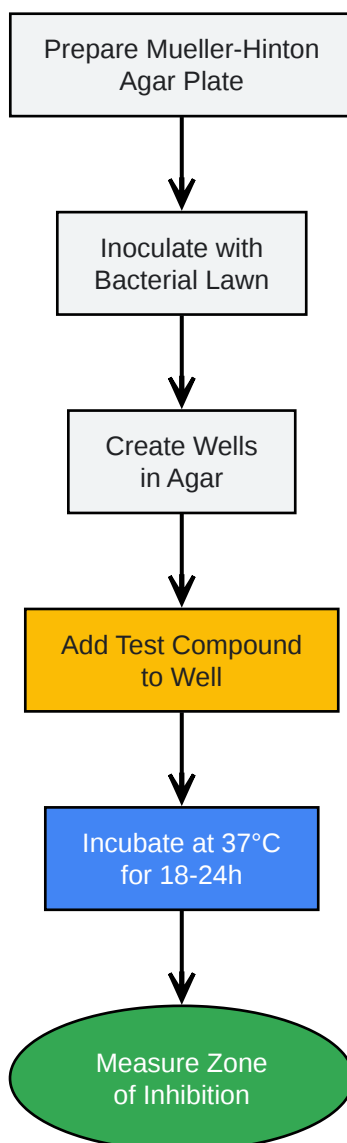 Prepare Mueller-Hinton
Agar Plate
Inoculate with
Bacterial Lawn
Create Wells
in Agar
Add Test Compound
to Well
Incubate at 37°C
for 18-24h
Measure Zone
of Inhibition